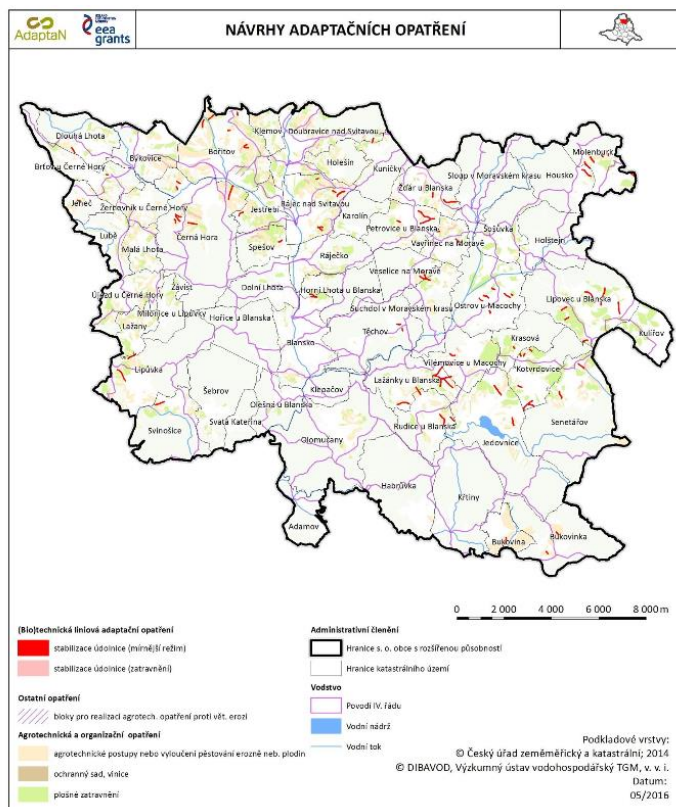 AdaptaN
eea
grants
NÁVRHY ADAPTAČNÍCH OPATŘENÍ
Dlouhá Lhota
Klemov
Doubravice nad Svitavou
Bořitov
Býkovice
Brťov u Černé Hory
Holešín
Kuničky
Molenburk
Sloup v Moravském krasu
Housko
Žďár u Blanska
Jeřeč
Žernovník u Černé Hory
Jestřebí
Rájec nad Svitavou
Karolín
Petrovice u Blanska
Šošůvka
Lubě
Černá Hora
Vavřinec na Moravě
Holštejn
Malá Lhota
Spešov
Ráječko
Veselice na Moravě
Závist
Dolní Lhota
Horní Lhota u Blanska
Ostrov u Macochy
Lipovec u Blanska
Újezd u Černé Hory
Milonice u Lipůvky
Hořice u Blanska
Suchdol v Moravském krasu
Lažany
Těchov
Kulířov
Blansko
Krasová
Vilémovice u Macochy
Kotvrdovice
Lipůvka
Šebrov
Lažánky u Blanska
Klepačov
Olešná u Blanska
Svinošice
Svatá Kateřina
Rudice u Blanska
Senetářov
Olomučany
Jedovnice
Habrůvka
Křtiny
Adamov
Bukovina
Bukovinka
0 2 000 4 000 6 000 8 000 m
(Bio)technická liniová adaptační opatření
stabilizace údolnice (mírnější režim)
stabilizace údolnice (zatravnění)
Ostatní opatření
bloky pro realizaci agrotech. opatření proti vět. erozi
Agrotechnická a organizační opatření
agrotechnické postupy nebo vyloučení pěstování erozně neb. plodin
ochranný sad, vinice
plošné zatravnění
Administrativní členění
Hranice s. o. obce s rozšířenou působností
Hranice katastrálního území
Vodstvo
Povodí IV. řádu
Vodní nádrž
Vodní tok
Podkladové vrstvy:
© Český úřad zeměměřický a katastrální; 2014
© DIBAVOD, Výzkumný ústav vodohospodářský TGM, v. v. i.
Datum:
05/2016